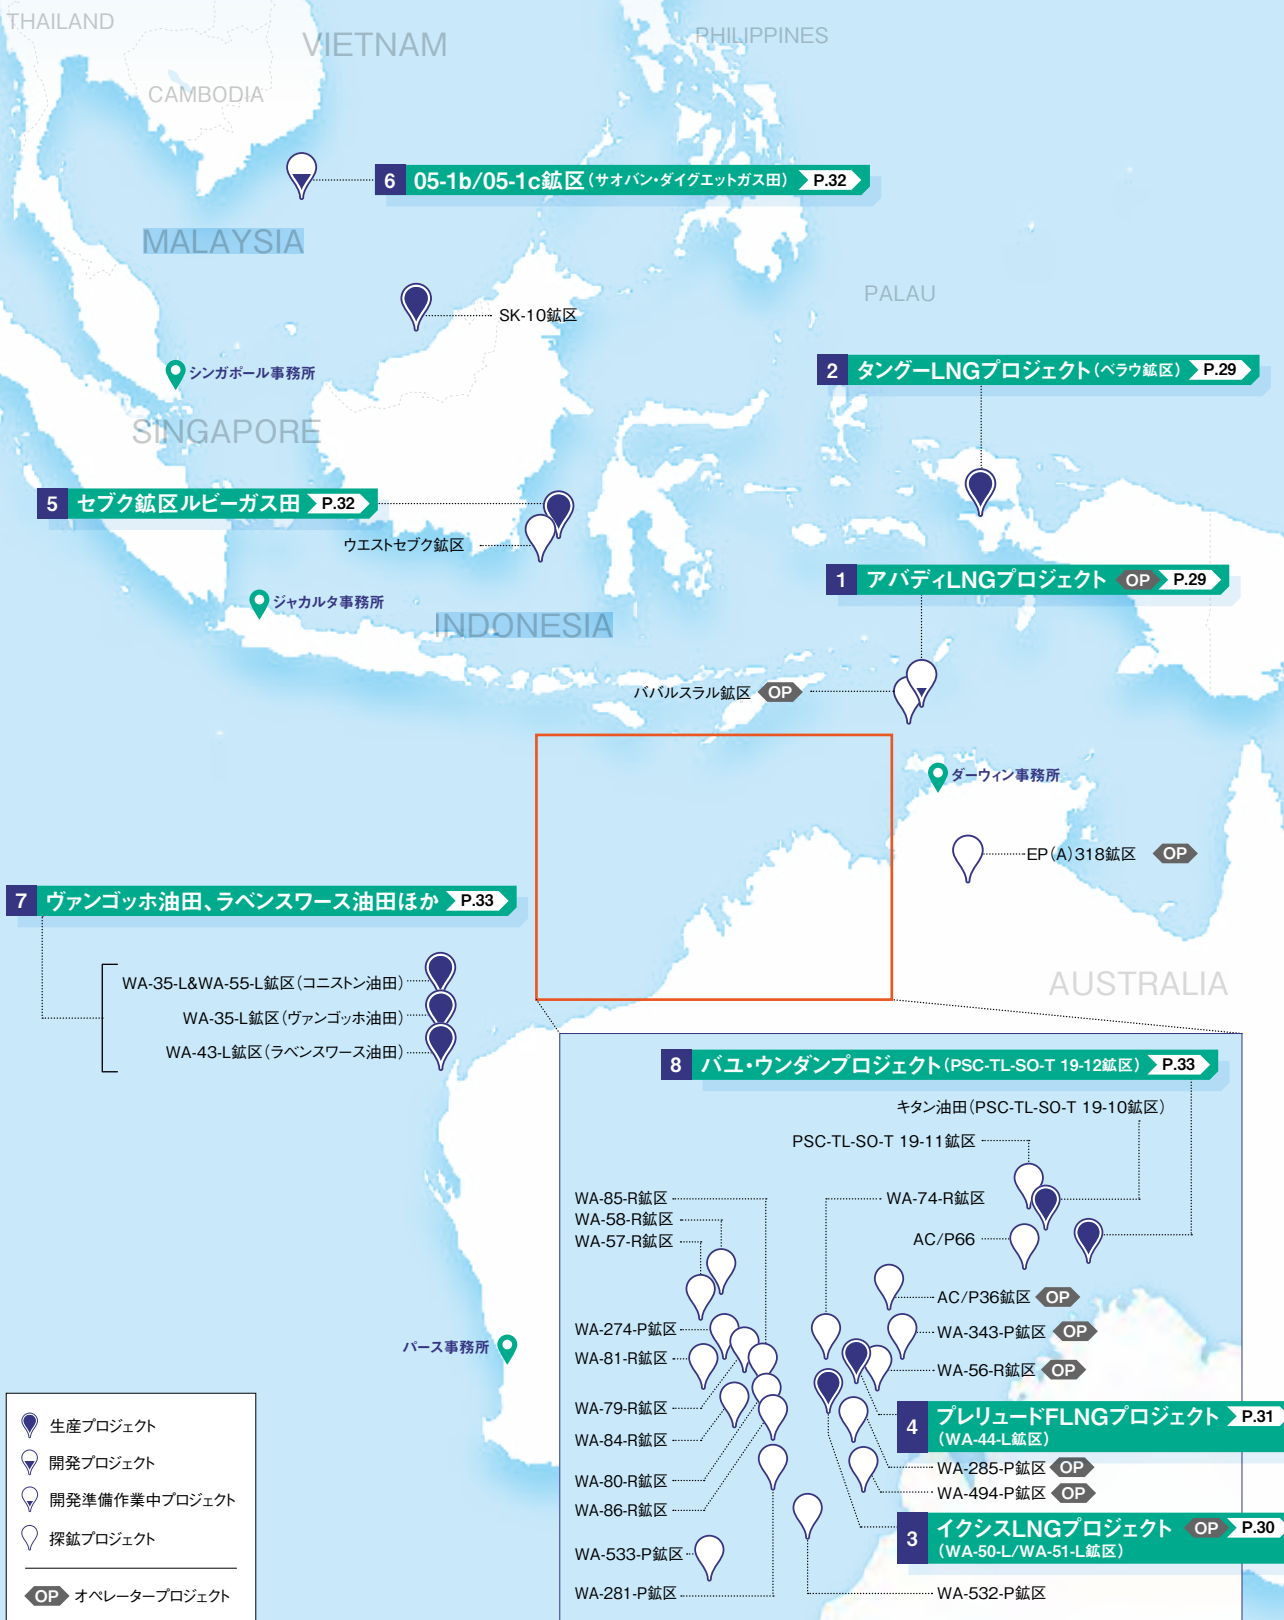 THAILAND
VIETNAM
PHILIPPINES
CAMBODIA
6 05-1b/05-1c鉱区(サオバン・ダイグエットガス田) P.32
MALAYSIA
PALAU
SK-10鉱区
シンガポール事務所
2 タングーLNGプロジェクト(ベラウ鉱区) P.29
SINGAPORE
5 セブク鉱区ルビーガス田 P.32
ウエストセブク鉱区
1 アバディLNGプロジェクト OP P.29
ジャカルタ事務所
INDONESIA
ババルスラル鉱区 OP
ダーウィン事務所
EP(A)318鉱区 OP
7 ヴァンゴッホ油田、ラベンスワース油田ほか P.33
WA-35-L&WA-55-L鉱区(コニストン油田)
WA-35-L鉱区(ヴァンゴッホ油田)
WA-43-L鉱区(ラベンスワース油田)
AUSTRALIA
8 バユ・ウンダンプロジェクト(PSC-TL-SO-T 19-12鉱区) P.33
キタン油田(PSC-TL-SO-T 19-10鉱区)
PSC-TL-SO-T 19-11鉱区
WA-85-R鉱区
WA-74-R鉱区
WA-58-R鉱区
WA-57-R鉱区
AC/P66
AC/P36鉱区 OP
WA-274-P鉱区
WA-343-P鉱区 OP
WA-81-R鉱区
WA-56-R鉱区 OP
パース事務所
WA-79-R鉱区
4 プレリュードFLNGプロジェクト P.31
(WA-44-L鉱区)
WA-84-R鉱区
WA-285-P鉱区 OP
WA-80-R鉱区
WA-494-P鉱区 OP
WA-86-R鉱区
3 イクシスLNGプロジェクト OP P.30
(WA-50-L/WA-51-L鉱区)
WA-533-P鉱区
WA-281-P鉱区
WA-532-P鉱区
生産プロジェクト
開発プロジェクト
開発準備作業中プロジェクト
探鉱プロジェクト
OP オペレータープロジェクト